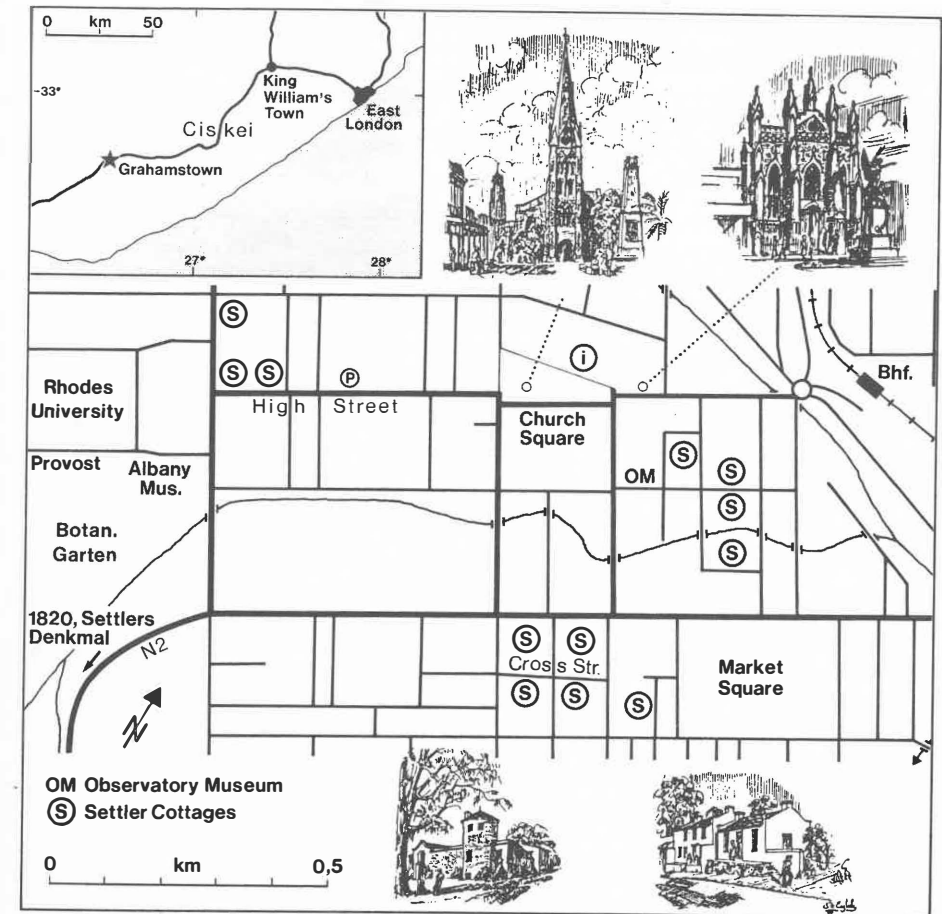 0 km 50
-33°
King
William's
Town
East
London
Ciskei
Grahamstown
27°
28°
S
S S
P
i
Bhf.
Rhodes
University
High Street
Church
Square
Provost
Albany
Mus.
OM
S
S
S
S
Botan.
Garten
1820, Settlers
Denkmal
N2
S S
Cross Str.
S S
S
Market
Square
N
OM Observatory Museum
S Settler Cottages
0 km 0,5